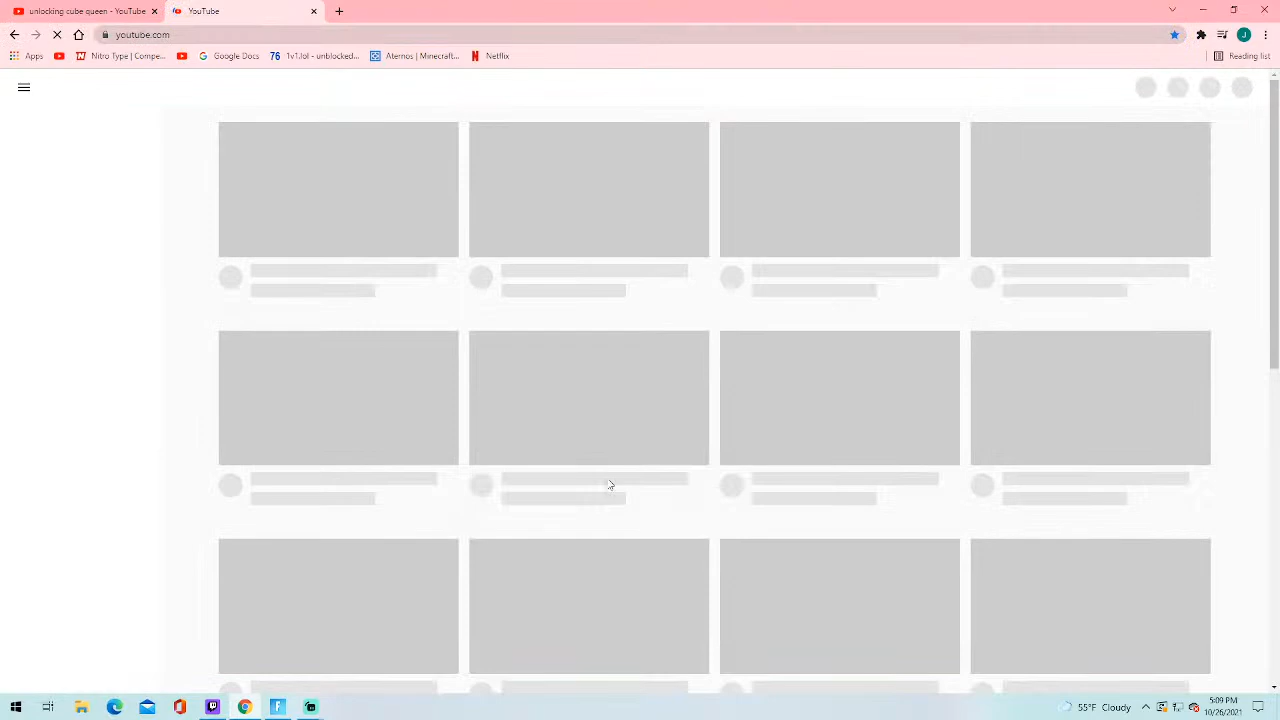 unlocking cube queen - YouTube
YouTube
youtube.com
J
Apps
Nitro Type | Compe...
Google Docs
76 1v1.lol - unblocked...
Aternos | Minecraft...
N Netflix
Reading list
55°F Cloudy
5:09 PM
10/26/2021